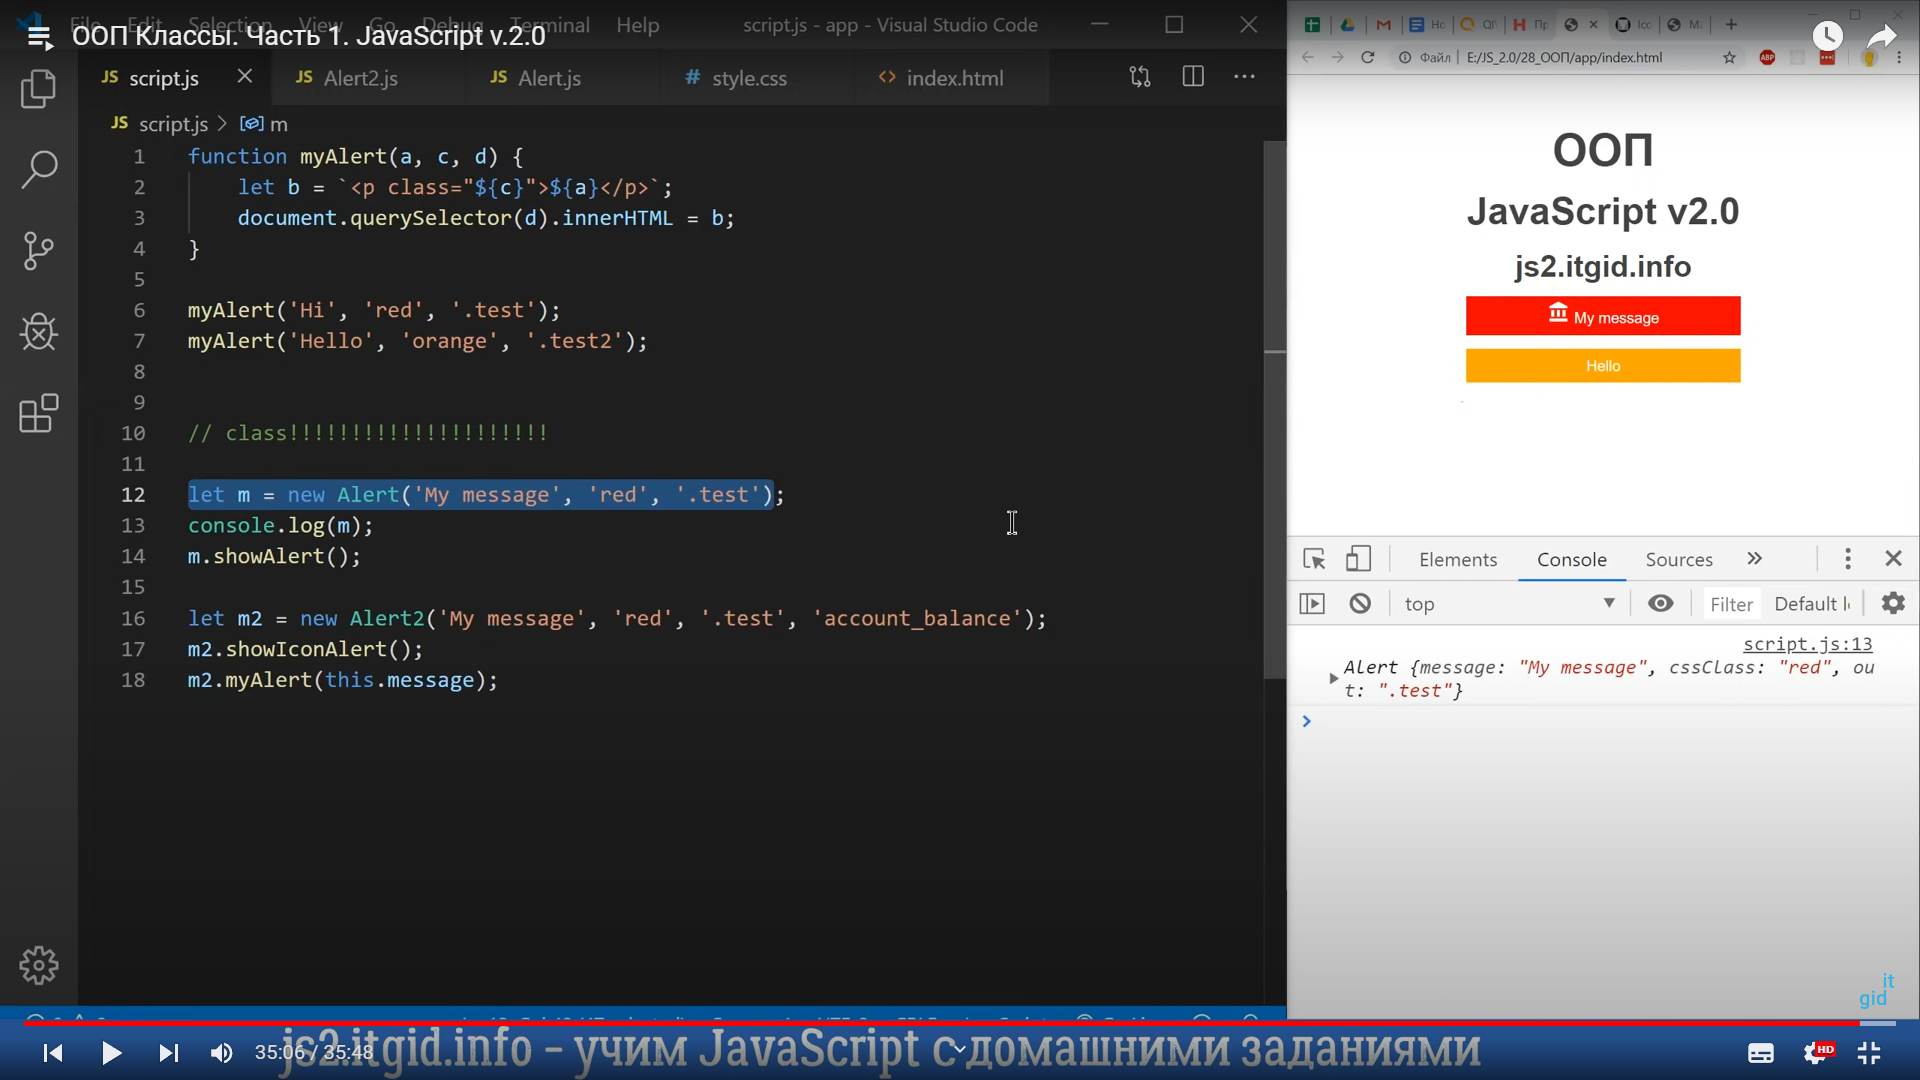 File Edit Selection View Go Debug Terminal Help
script.js - app - Visual Studio Code
ООП Классы. Часть 1. JavaScript v.2.0
JS script.js
JS Alert2.js
JS Alert.js
# style.css
<> index.html
JS script.js > m
1 function myAlert(a, c, d) {
2 let b = `<p class="${c}">${a}</p>`;
3 document.querySelector(d).innerHTML = b;
4 }
5
6 myAlert('Hi', 'red', '.test');
7 myAlert('Hello', 'orange', '.test2');
8
9
10 // class!!!!!!!!!!!!!!!!!!!!!
11
12 let m = new Alert('My message', 'red', '.test');
13 console.log(m);
14 m.showAlert();
15
16 let m2 = new Alert2('My message', 'red', '.test', 'account_balance');
17 m2.showIconAlert();
18 m2.myAlert(this.message);
Файл E:/JS_2.0/28_ООП/app/index.html
ABP
ООП
JavaScript v2.0
js2.itgid.info
My message
Hello
Elements Console Sources »
top Filter
script.js:13
Alert {message: "My message", cssClass: "red", ou
t: ".test"}
it
gid
35:06 / 35:48
js2.itgid.info - учим JavaScript с домашними заданиями
HD